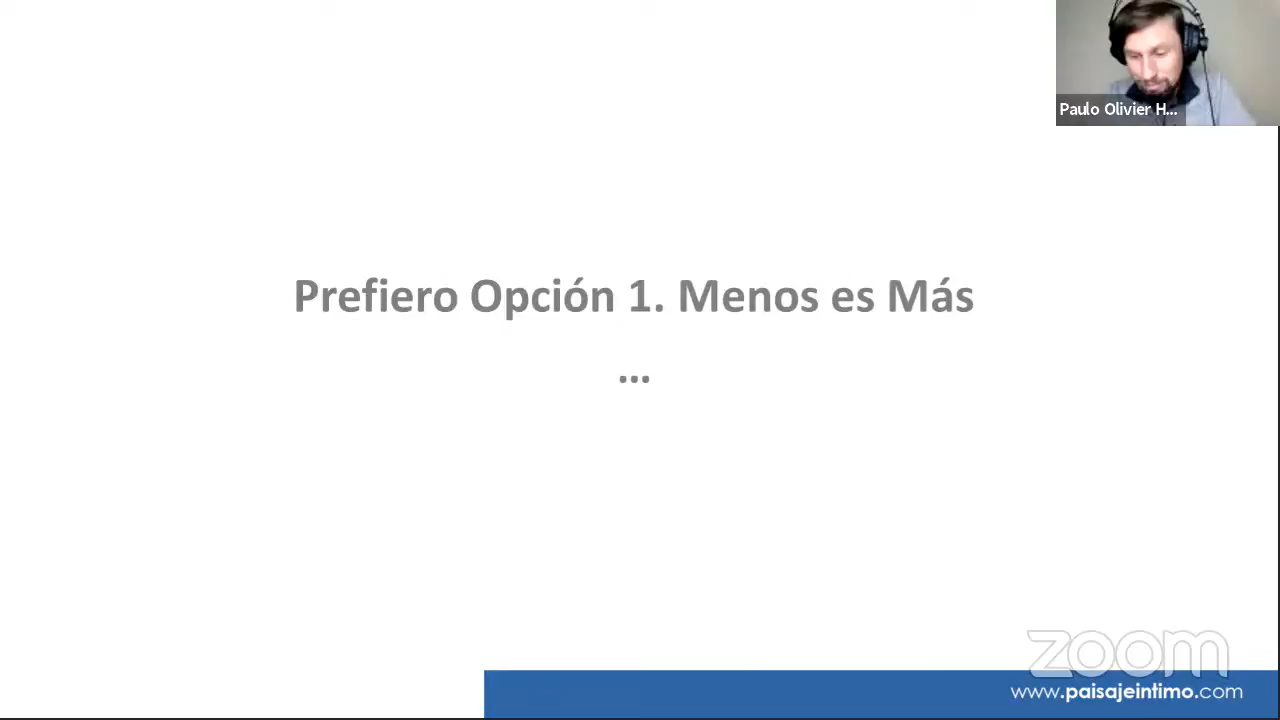 Paulo Olivier H...
Prefiero Opción 1. Menos es Más
...
zoom
www.paisajeintimo.com